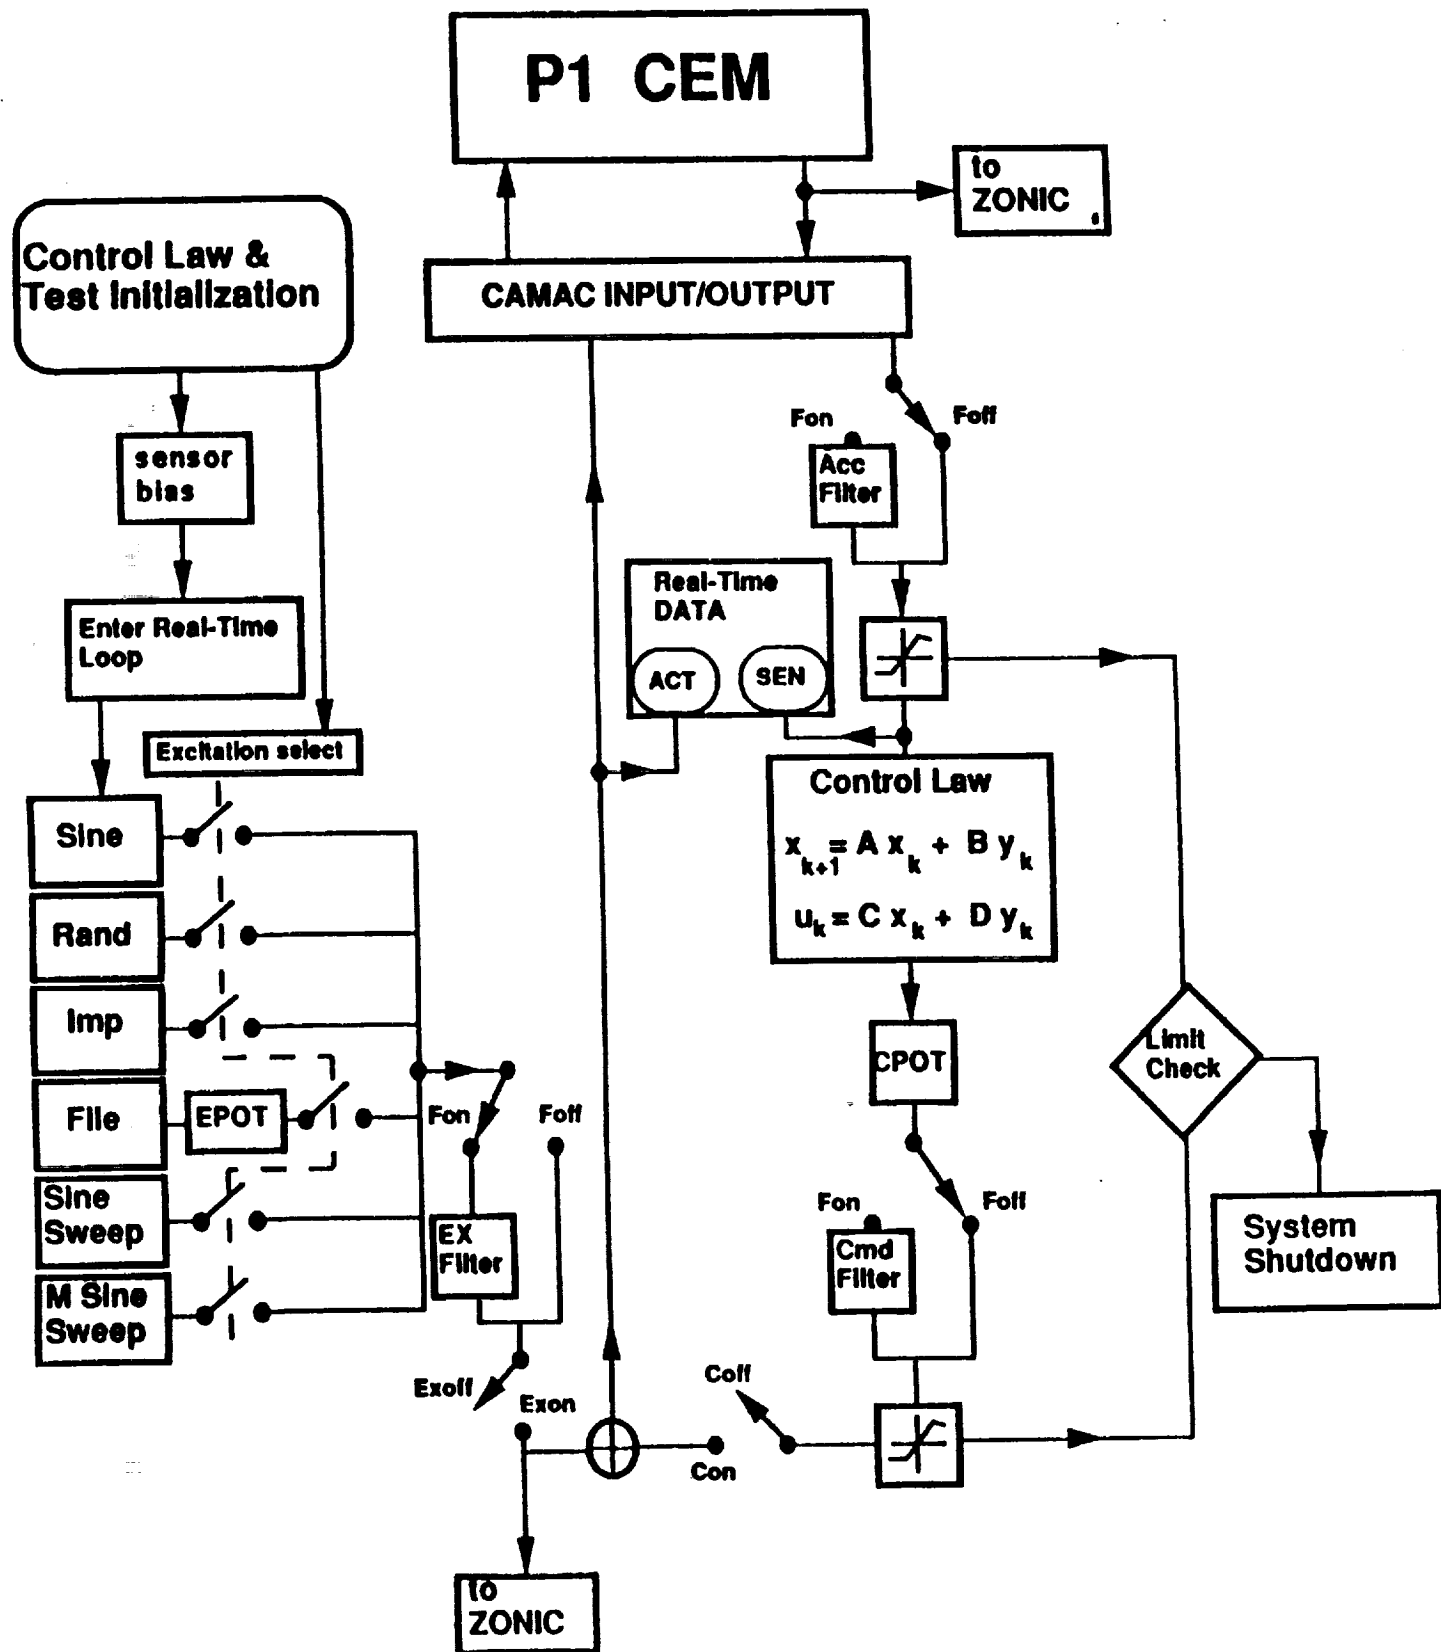 P1 CEM
to
ZONIC
Control Law &
Test Initialization
CAMAC INPUT/OUTPUT
Fon
Foff
sensor
bias
Acc
Filter
Real-Time
DATA
ACT
SEN
Enter Real-Time
Loop
Excitation select
Control Law
x_{k+1} = A x_k + B y_k
u_k = C x_k + D y_k
Sine
Rand
Imp
File
EPOT
Sine
Sweep
M Sine
Sweep
Fon
Foff
EX
Filter
Exoff
Exon
CPOT
Limit
Check
Fon
Foff
Cmd
Filter
System
Shutdown
Coff
Con
to
ZONIC